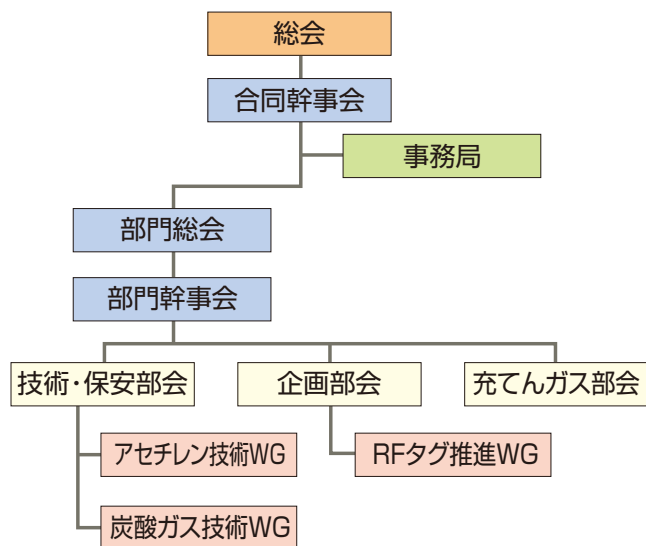 総会
合同幹事会
事務局
部門総会
部門幹事会
技術・保安部会
企画部会
充てんガス部会
アセチレン技術WG
RFタグ推進WG
炭酸ガス技術WG